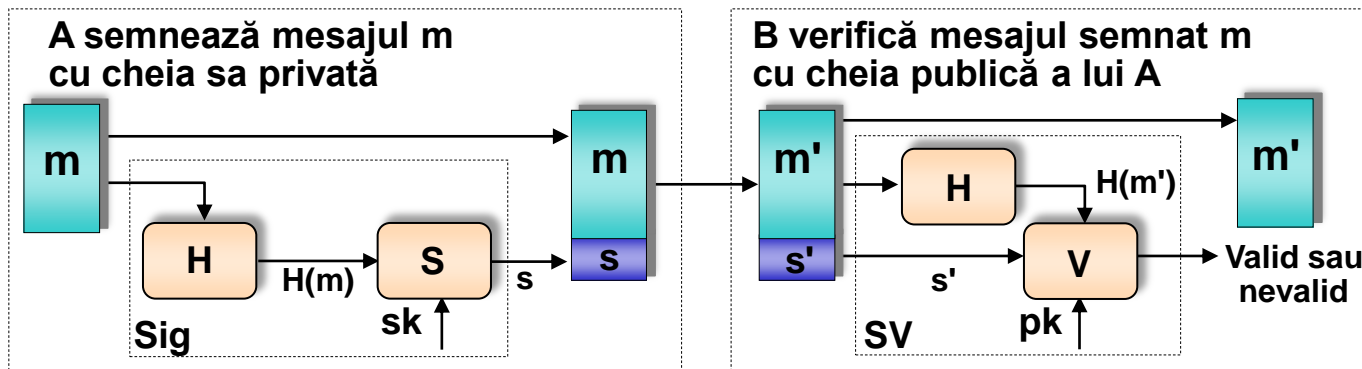 A semnează mesajul m
cu cheia sa privată
m
H
H(m)
S
s
sk
Sig
m
s
B verifică mesajul semnat m
cu cheia publică a lui A
m'
s'
H
H(m')
s'
V
pk
SV
m'
Valid sau
nevalid